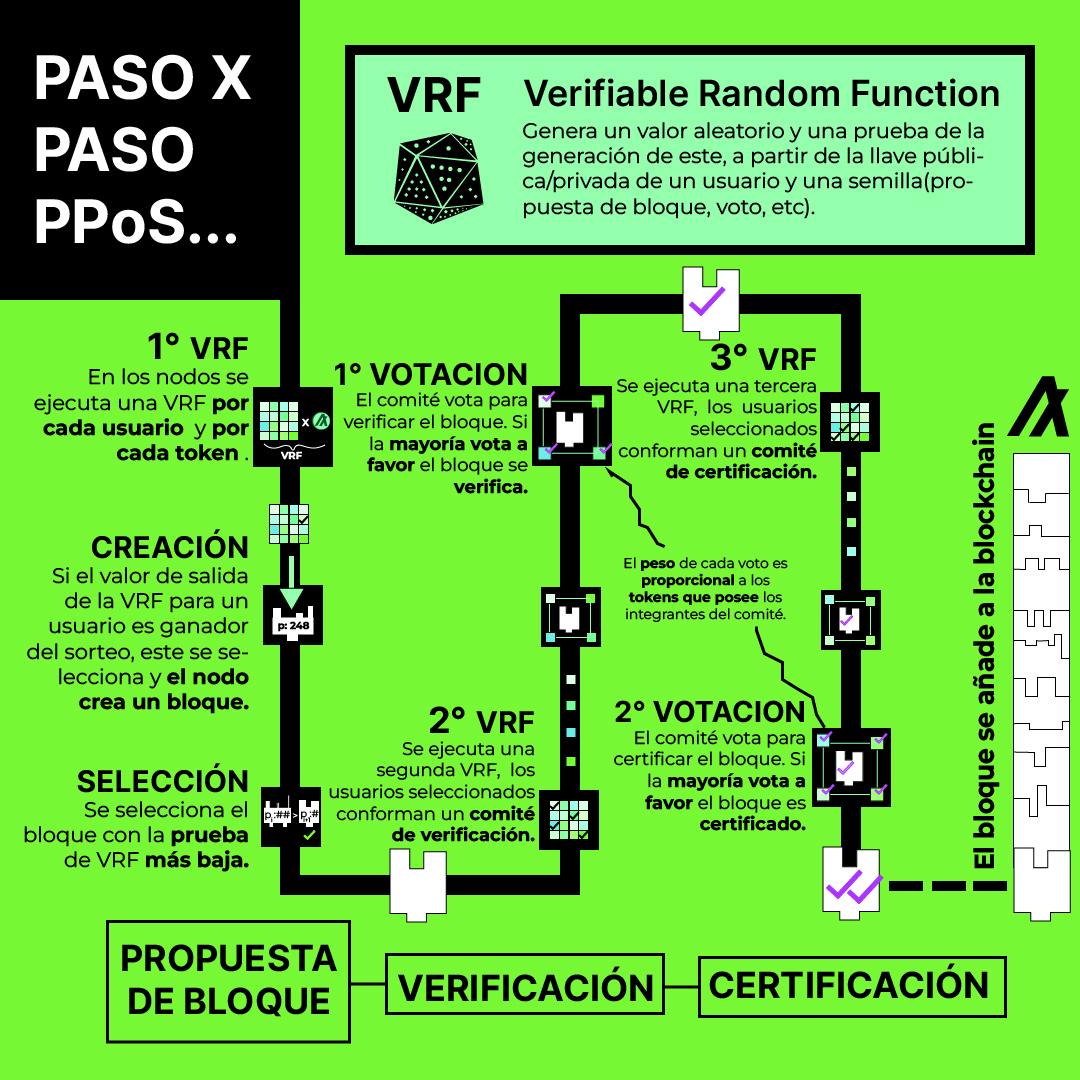 PASO X
PASO
PPoS...
VRF
Verifiable Random Function
Genera un valor aleatorio y una prueba de la
generación de este, a partir de la llave públi-
ca/privada de un usuario y una semilla(pro-
puesta de bloque, voto, etc).
1° VRF
En los nodos se
ejecuta una VRF por
cada usuario y por
cada token .
x
VRF
CREACIÓN
Si el valor de salida
de la VRF para un
usuario es ganador
del sorteo, este se se-
lecciona y el nodo
crea un bloque.
p: 248
SELECCIÓN
Se selecciona el
bloque con la prueba
de VRF más baja.
1° VOTACION
El comité vota para
verificar el bloque. Si
la mayoría vota a
favor el bloque se
verifica.
2° VRF
Se ejecuta una
segunda VRF, los
usuarios seleccionados
conforman un comité
de verificación.
3° VRF
Se ejecuta una tercera
VRF, los usuarios
seleccionados
conforman un comité
de certificación.
El peso de cada voto es
proporcional a los
tokens que posee los
integrantes del comité.
2° VOTACION
El comité vota para
certificar el bloque. Si
la mayoría vota a
favor el bloque es
certificado.
El bloque se añade a la blockchain
PROPUESTA
DE BLOQUE
VERIFICACIÓN
CERTIFICACIÓN